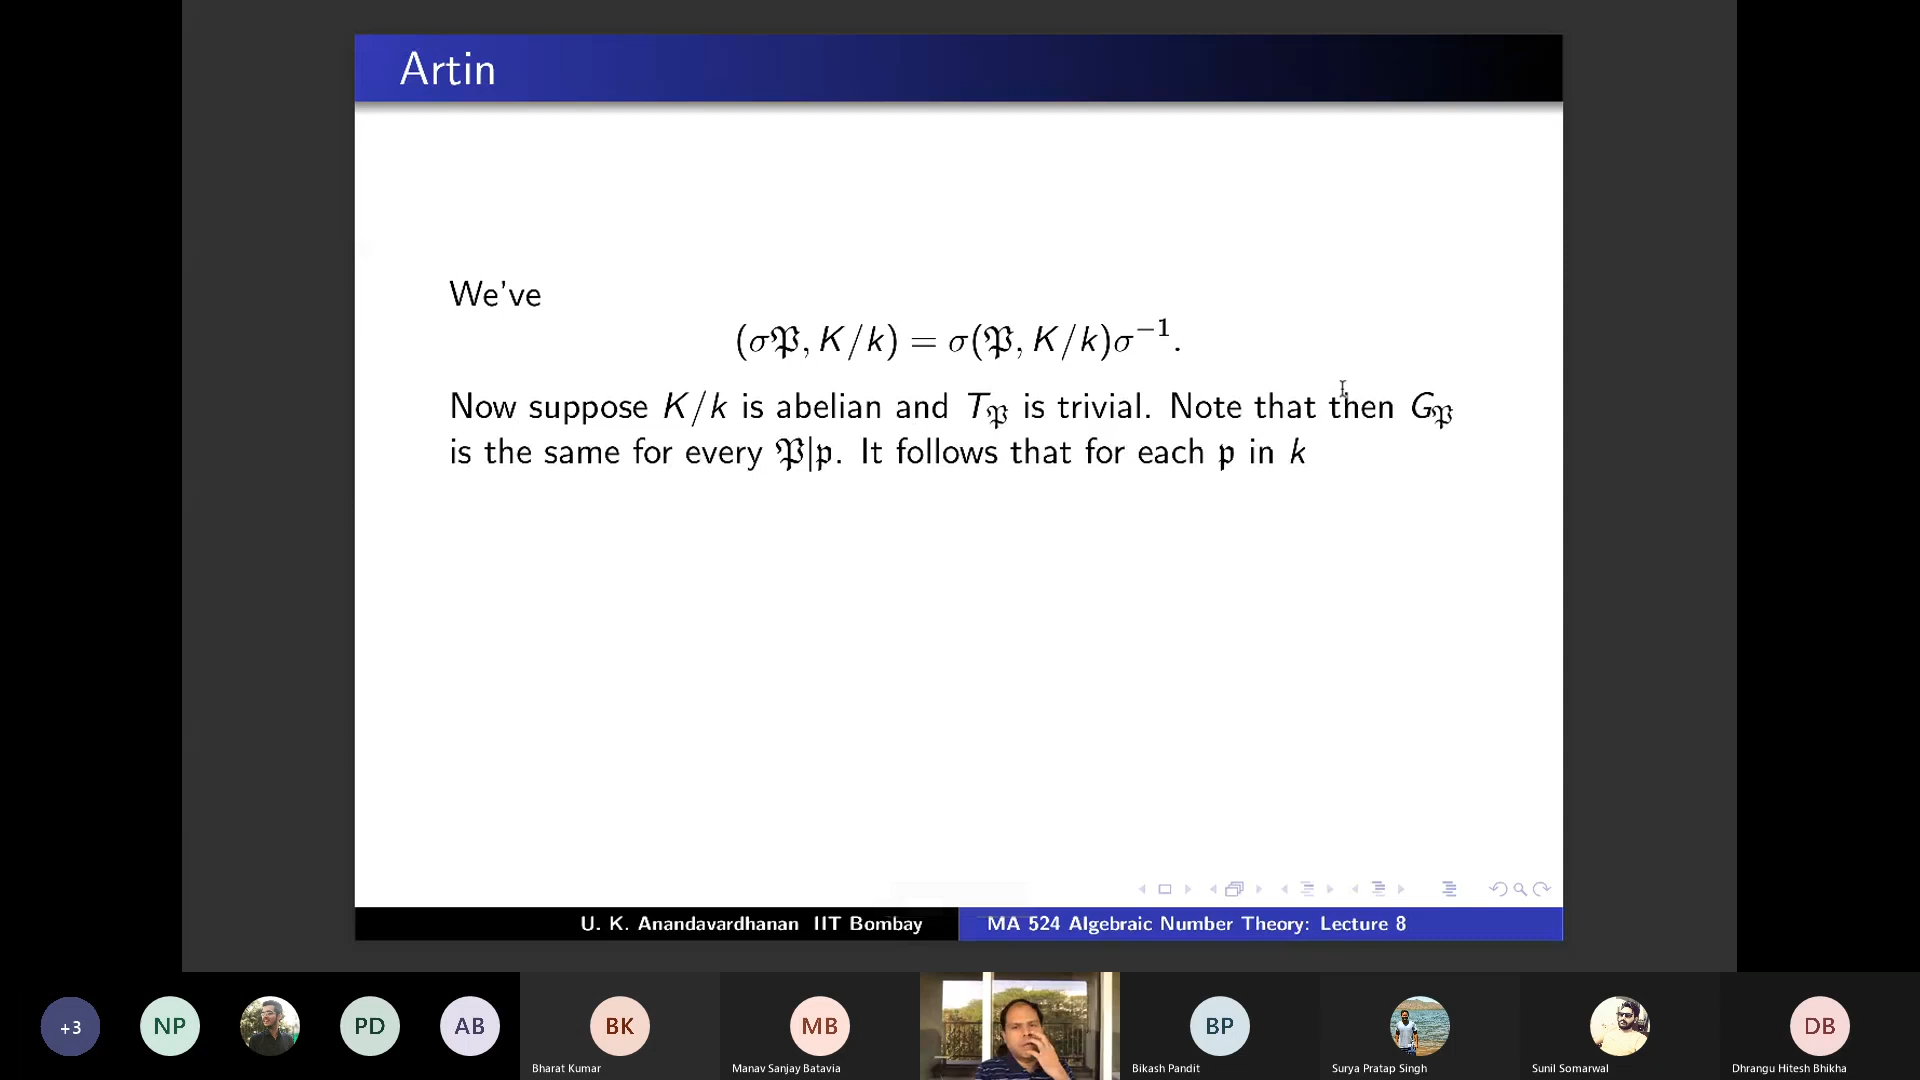 Artin
We've
(σ𝔓, K/k) = σ(𝔓, K/k)σ⁻¹.
Now suppose K/k is abelian and T_𝔓 is trivial. Note that then G_𝔓
is the same for every 𝔓|𝔭. It follows that for each 𝔭 in k
U. K. Anandavardhanan IIT Bombay
MA 524 Algebraic Number Theory: Lecture 8
+3
NP
PD
AB
BK
MB
BP
DB
Bharat Kumar
Manav Sanjay Batavia
Bikash Pandit
Surya Pratap Singh
Sunil Somarwal
Dhrangu Hitesh Bhikha